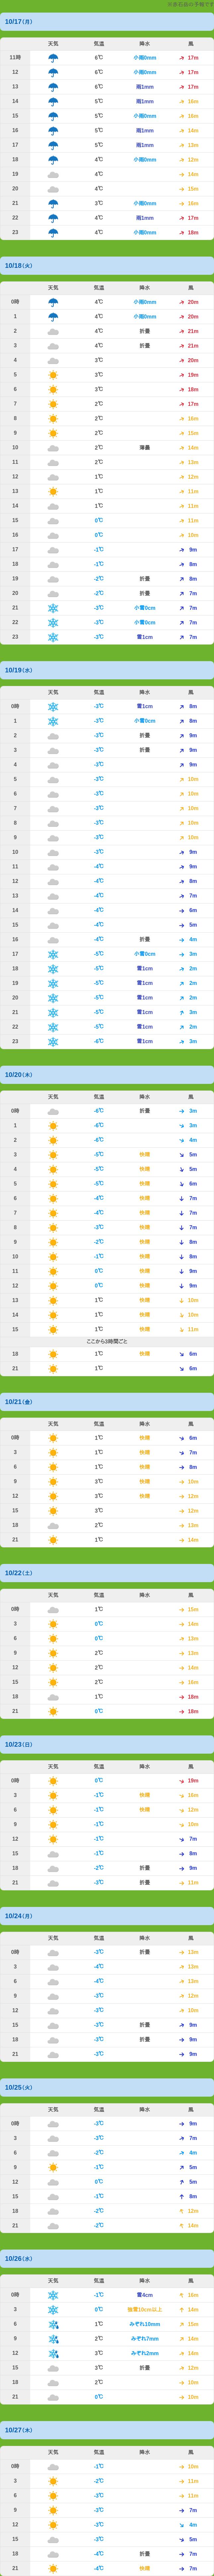 10/17(月)
天気 気温 降水 風
11時 6℃ 小雨0mm 17m
12 6℃ 小雨0mm 17m
13 6℃ 雨1mm 17m
14 5℃ 雨1mm 16m
15 5℃ 小雨0mm 16m
16 5℃ 雨1mm 14m
17 5℃ 雨1mm 13m
18 4℃ 小雨0mm 12m
19 4℃ 14m
20 4℃ 15m
21 3℃ 小雨0mm 16m
22 4℃ 雨1mm 17m
23 4℃ 小雨0mm 18m
10/18(火)
天気 気温 降水 風
0時 4℃ 小雨0mm 20m
1 4℃ 小雨0mm 20m
2 4℃ 折曇 21m
3 4℃ 折曇 21m
4 3℃ 20m
5 3℃ 19m
6 3℃ 18m
7 2℃ 17m
8 2℃ 16m
9 2℃ 15m
10 2℃ 薄曇 14m
11 2℃ 13m
12 1℃ 12m
13 1℃ 11m
14 1℃ 11m
15 0℃ 11m
16 0℃ 10m
17 -1℃ 9m
18 -1℃ 8m
19 -2℃ 折曇 8m
20 -2℃ 折曇 7m
21 -3℃ 小雪0cm 7m
22 -3℃ 小雪0cm 7m
23 -3℃ 雪1cm 7m
10/19(水)
天気 気温 降水 風
0時 -3℃ 雪1cm 8m
1 -3℃ 小雪0cm 8m
2 -3℃ 折曇 9m
3 -3℃ 折曇 9m
4 -3℃ 9m
5 -3℃ 10m
6 -3℃ 10m
7 -3℃ 10m
8 -3℃ 10m
9 -3℃ 10m
10 -3℃ 9m
11 -4℃ 9m
12 -4℃ 8m
13 -4℃ 7m
14 -4℃ 6m
15 -4℃ 5m
16 -4℃ 折曇 4m
17 -5℃ 小雪0cm 3m
18 -5℃ 雪1cm 2m
19 -5℃ 雪1cm 2m
20 -5℃ 雪1cm 2m
21 -5℃ 雪1cm 3m
22 -5℃ 雪1cm 2m
23 -6℃ 雪1cm 3m
10/20(木)
天気 気温 降水 風
0時 -6℃ 折曇 3m
1 -6℃ 3m
2 -6℃ 4m
3 -5℃ 快晴 5m
4 -5℃ 快晴 5m
5 -5℃ 快晴 6m
6 -4℃ 快晴 7m
7 -4℃ 快晴 7m
8 -3℃ 快晴 7m
9 -2℃ 快晴 8m
10 -1℃ 快晴 8m
11 0℃ 快晴 9m
12 0℃ 快晴 9m
13 1℃ 快晴 10m
14 1℃ 快晴 10m
15 1℃ 快晴 11m
ここから3時間ごと
18 1℃ 快晴 6m
21 1℃ 6m
10/21(金)
天気 気温 降水 風
0時 1℃ 快晴 6m
3 1℃ 快晴 7m
6 1℃ 快晴 8m
9 3℃ 快晴 10m
12 3℃ 快晴 12m
15 3℃ 12m
18 2℃ 13m
21 1℃ 14m
10/22(土)
天気 気温 降水 風
0時 1℃ 15m
3 0℃ 14m
6 0℃ 13m
9 2℃ 13m
12 2℃ 14m
15 2℃ 16m
18 1℃ 18m
21 0℃ 18m
10/23(日)
天気 気温 降水 風
0時 0℃ 19m
3 -1℃ 快晴 16m
6 -1℃ 快晴 12m
9 -1℃ 10m
12 -1℃ 7m
15 -1℃ 8m
18 -2℃ 折曇 9m
21 -3℃ 折曇 11m
10/24(月)
天気 気温 降水 風
0時 -3℃ 折曇 13m
3 -4℃ 13m
6 -4℃ 13m
9 -3℃ 12m
12 -3℃ 10m
15 -3℃ 折曇 9m
18 -3℃ 折曇 9m
21 -3℃ 9m
10/25(火)
天気 気温 降水 風
0時 -3℃ 9m
3 -3℃ 7m
6 -2℃ 4m
9 -1℃ 5m
12 0℃ 5m
15 -1℃ 8m
18 -2℃ 12m
21 -2℃ 14m
10/26(水)
天気 気温 降水 風
0時 -1℃ 雪4cm 16m
3 0℃ 強雪10cm以上 14m
6 1℃ みぞれ10mm 15m
9 2℃ みぞれ7mm 14m
12 3℃ みぞれ2mm 14m
15 3℃ 折曇 12m
18 2℃ 10m
21 0℃ 10m
10/27(木)
天気 気温 降水 風
0時 -1℃ 10m
3 -2℃ 11m
6 -3℃ 11m
9 -3℃ 7m
12 -3℃ 4m
15 -3℃ 5m
18 -4℃ 折曇 7m
21 -4℃ 快晴 7m